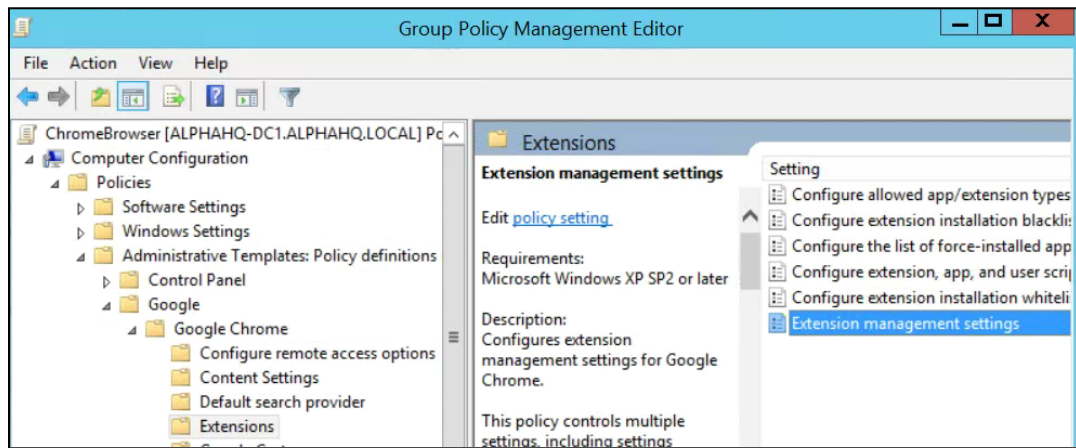 Group Policy Management Editor
File Action View Help
ChromeBrowser [ALPHAHQ-DC1.ALPHAHQ.LOCAL] Pc
Computer Configuration
Policies
Software Settings
Windows Settings
Administrative Templates: Policy definitions
Control Panel
Google
Google Chrome
Configure remote access options
Content Settings
Default search provider
Extensions
Extensions
Extension management settings
Edit policy setting
Requirements:
Microsoft Windows XP SP2 or later
Description:
Configures extension
management settings for Google
Chrome.
This policy controls multiple
settings, including settings
Setting
Configure allowed app/extension types
Configure extension installation blacklis
Configure the list of force-installed app
Configure extension, app, and user scrip
Configure extension installation whiteli
Extension management settings